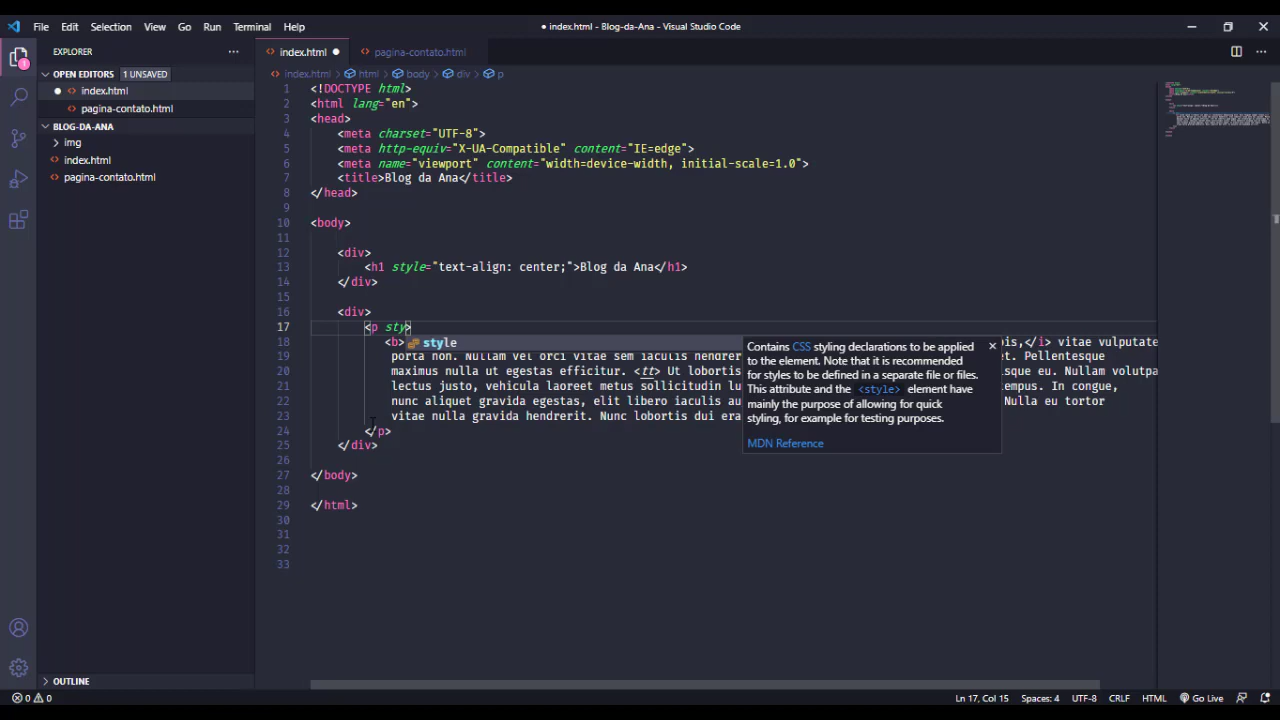 File Edit Selection View Go Run Terminal Help
● index.html - Blog-da-Ana - Visual Studio Code
EXPLORER
OPEN EDITORS 1 UNSAVED
index.html
pagina-contato.html
BLOG-DA-ANA
img
index.html
pagina-contato.html
OUTLINE
1
index.html pagina-contato.html
index.html > html > body > div > p
1 <!DOCTYPE html>
2 <html lang="en">
3 <head>
4 <meta charset="UTF-8">
5 <meta http-equiv="X-UA-Compatible" content="IE=edge">
6 <meta name="viewport" content="width=device-width, initial-scale=1.0">
7 <title>Blog da Ana</title>
8 </head>
9
10 <body>
11
12 <div>
13 <h1 style="text-align: center;">Blog da Ana</h1>
14 </div>
15
16 <div>
17 <p sty>
18 <b> is,</i> vitae vulputate
19 porta non. Nullam vel orci vitae sem iaculis hendrer t. Pellentesque
20 maximus nulla ut egestas efficitur. <tt> Ut lobortis isque eu. Nullam volutpa
21 lectus justo, vehicula laoreet metus sollicitudin lu empus. In congue,
22 nunc aliquet gravida egestas, elit libero iaculis au Nulla eu tortor
23 vitae nulla gravida hendrerit. Nunc lobortis dui era
24 </p>
25 </div>
26
27 </body>
28
29 </html>
30
31
32
33
style
Contains CSS styling declarations to be applied
to the element. Note that it is recommended
for styles to be defined in a separate file or files.
This attribute and the <style> element have
mainly the purpose of allowing for quick
styling, for example for testing purposes.
MDN Reference
0 0
Ln 17, Col 15 Spaces: 4 UTF-8 CRLF HTML Go Live